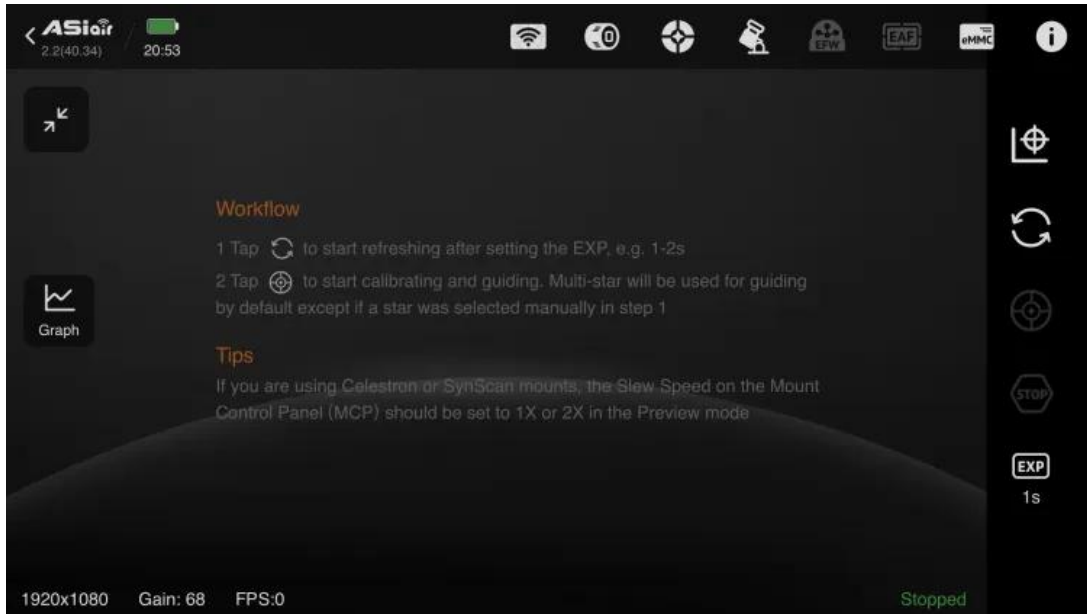 ASiair
2.2(40.34)
20:53
EFW
EAF
eMMC
Workflow
1 Tap to start refreshing after setting the EXP, e.g. 1-2s
2 Tap to start calibrating and guiding. Multi-star will be used for guiding
by default except if a star was selected manually in step 1
Graph
Tips
If you are using Celestron or SynScan mounts, the Slew Speed on the Mount
Control Panel (MCP) should be set to 1X or 2X in the Preview mode
STOP
EXP
1s
1920x1080 Gain: 68 FPS:0 Stopped